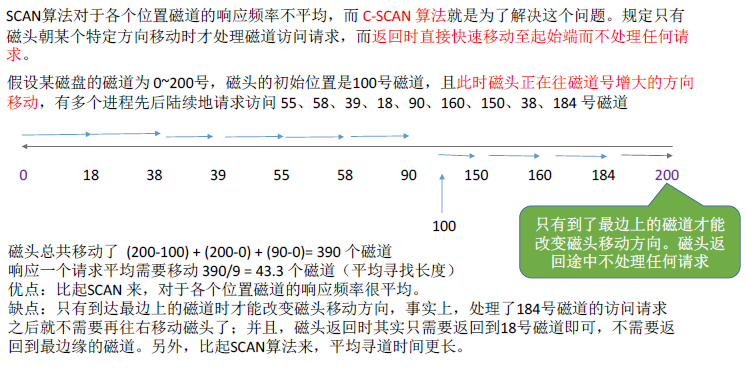 SCAN算法对于各个位置磁道的响应频率不平均，而 C-SCAN 算法就是为了解决这个问题。规定只有
磁头朝某个特定方向移动时才处理磁道访问请求，而返回时直接快速移动至起始端而不处理任何请
求。
假设某磁盘的磁道为 0~200号，磁头的初始位置是100号磁道，且此时磁头正在往磁道号增大的方向
移动，有多个进程先后陆续地请求访问 55、58、39、18、90、160、150、38、184 号磁道
0 18 38 39 55 58 90 150 160 184 200
100
只有到了最边上的磁道才能
改变磁头移动方向。磁头返
回途中不处理任何请求
磁头总共移动了 (200-100) + (200-0) + (90-0)= 390 个磁道
响应一个请求平均需要移动 390/9 = 43.3 个磁道（平均寻找长度）
优点：比起SCAN 来，对于各个位置磁道的响应频率很平均。
缺点：只有到达最边上的磁道时才能改变磁头移动方向，事实上，处理了184号磁道的访问请求
之后就不需要再往右移动磁头了；并且，磁头返回时其实只需要返回到18号磁道即可，不需要返
回到最边缘的磁道。另外，比起SCAN算法来，平均寻道时间更长。